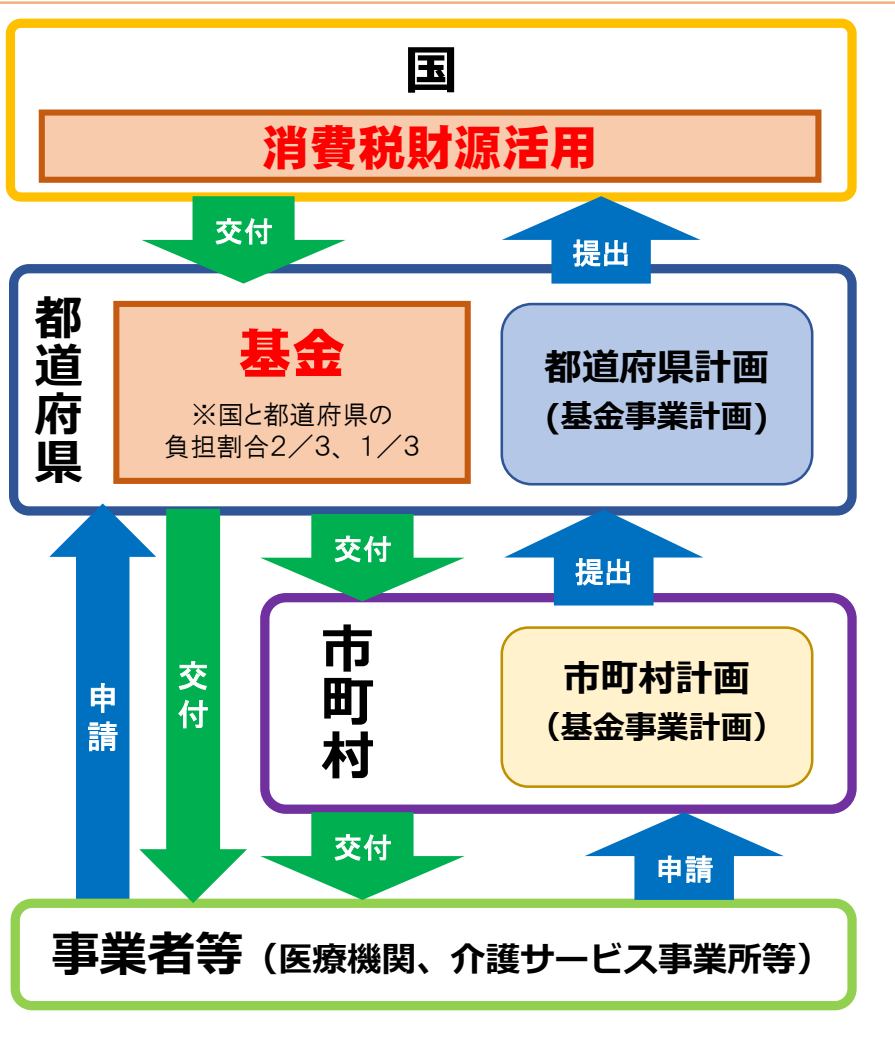 国
消費税財源活用
交付
提出
都道府県
基金
※国と都道府県の
負担割合2／3、1／3
都道府県計画
(基金事業計画)
交付
提出
申請
交付
市町村
市町村計画
（基金事業計画）
交付
申請
事業者等（医療機関、介護サービス事業所等）